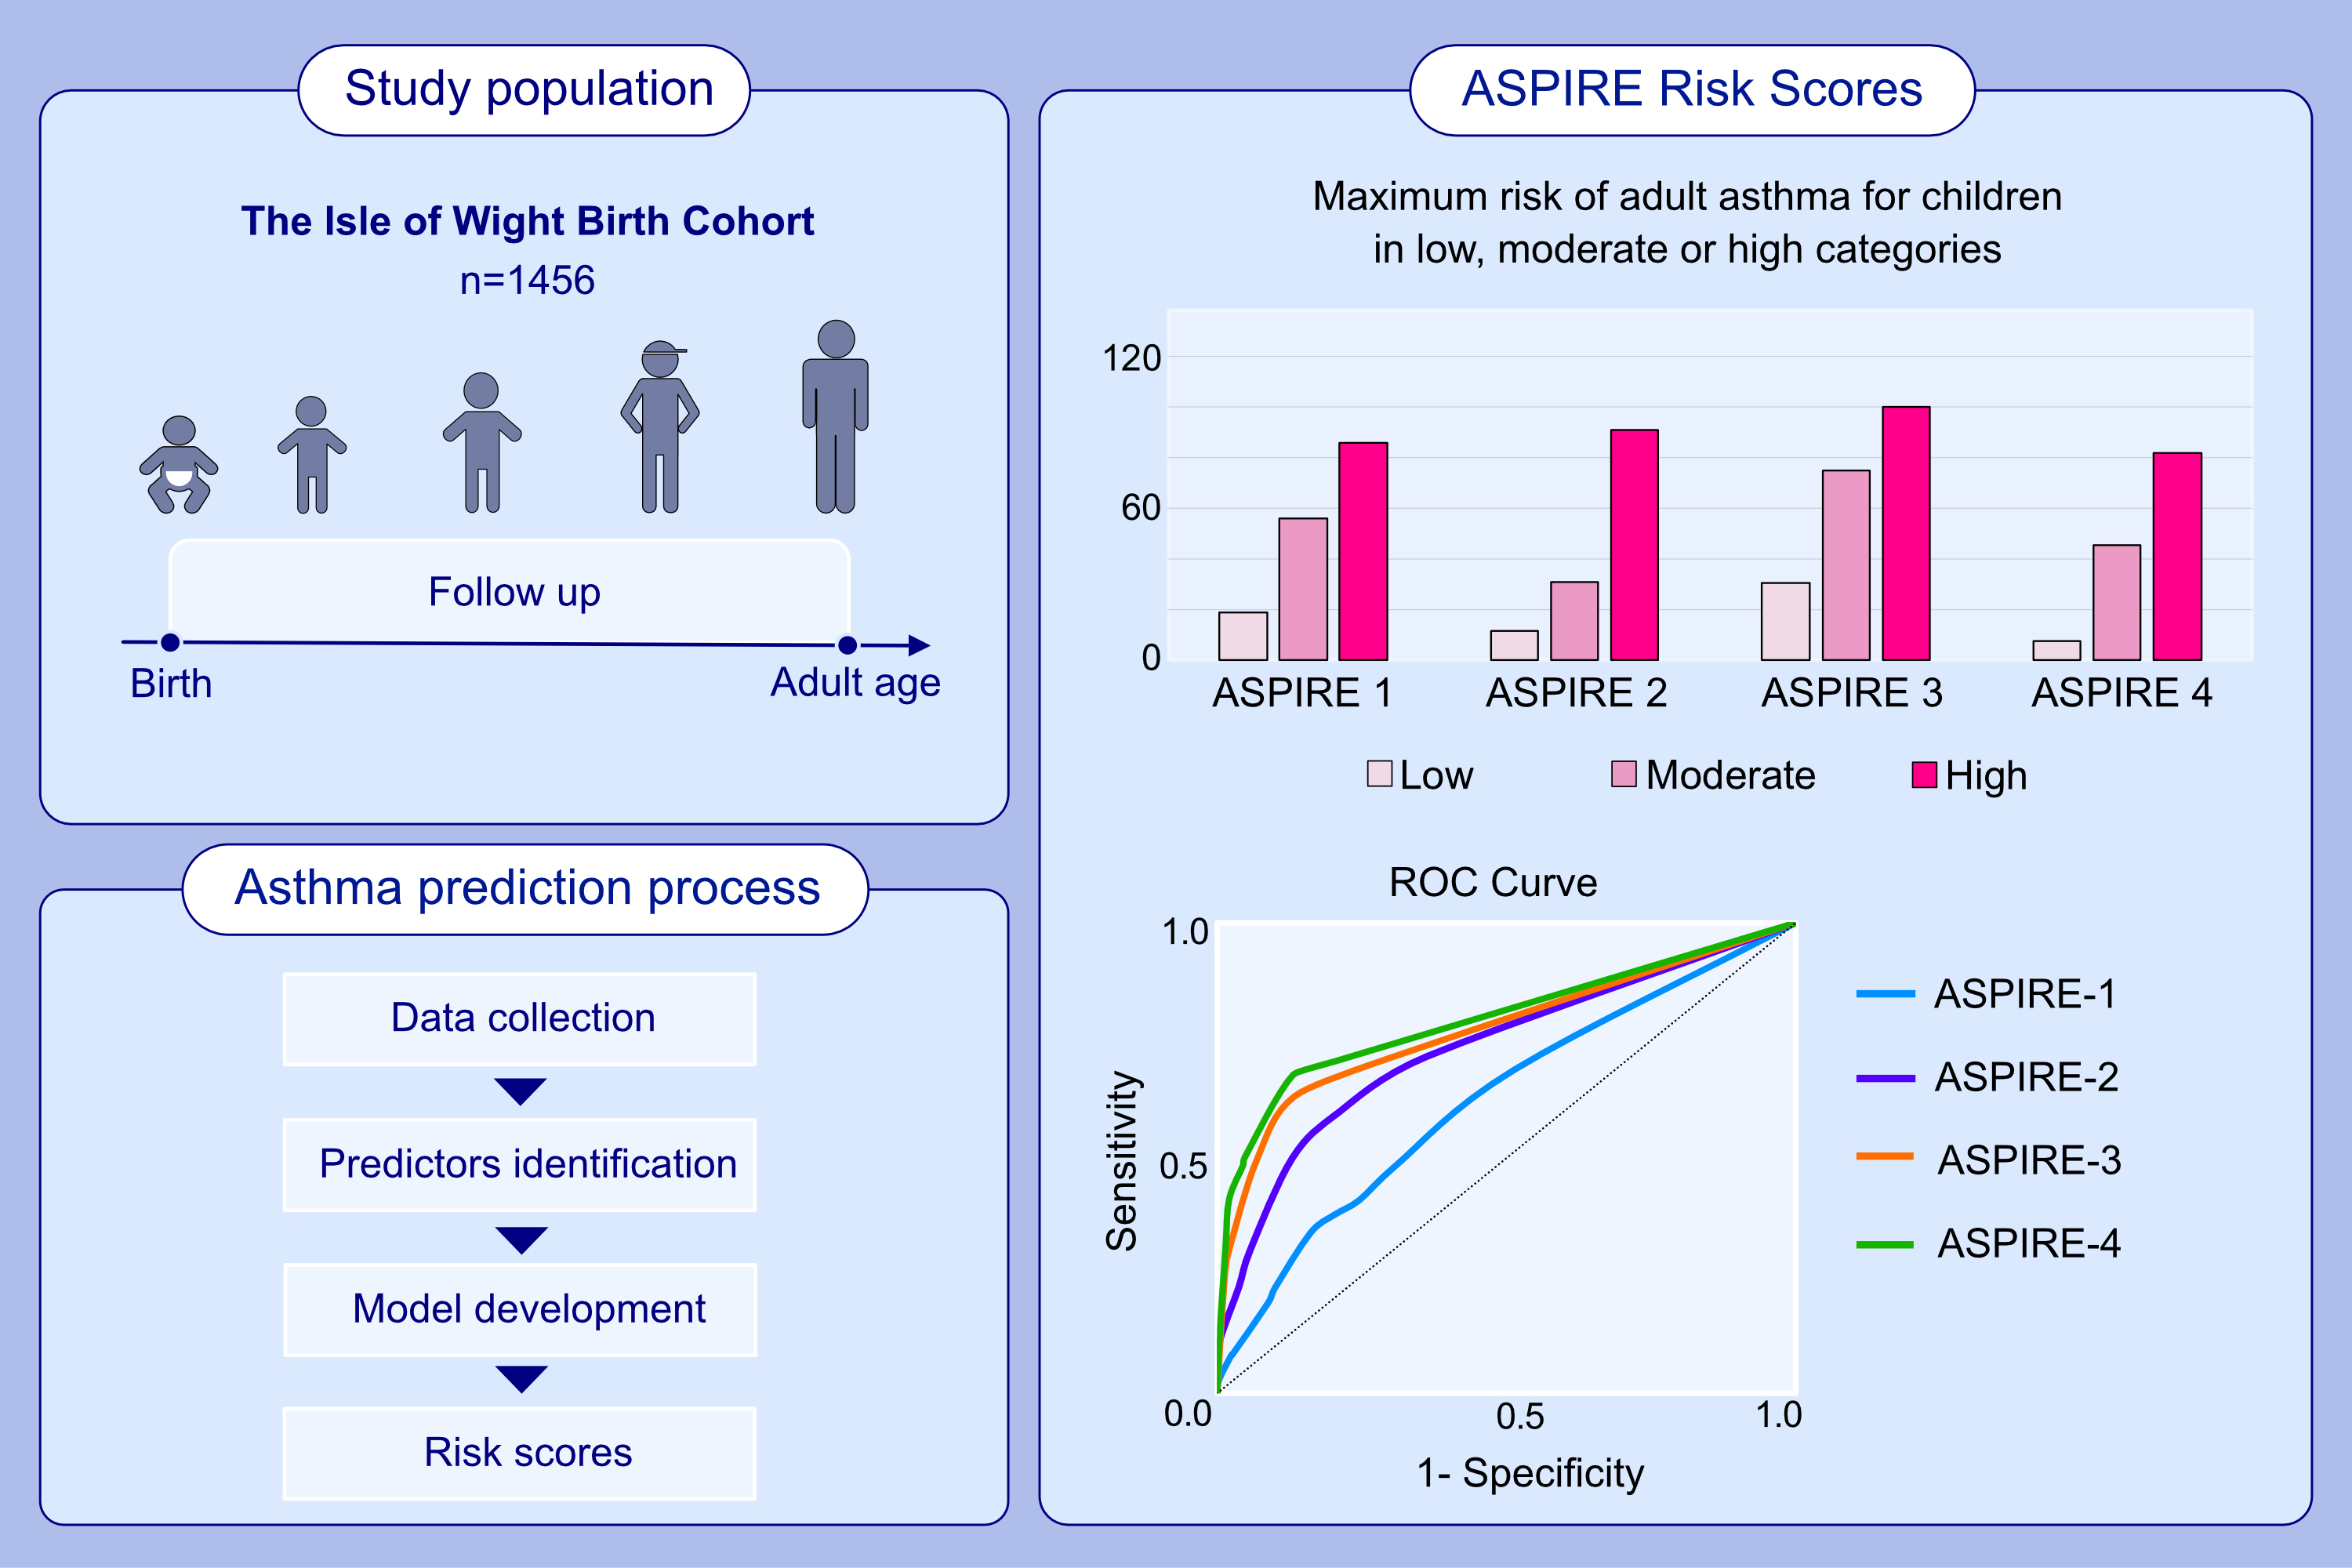 Study population
The Isle of Wight Birth Cohort
n=1456
Follow up
Birth
Adult age
Asthma prediction process
Data collection
Predictors identification
Model development
Risk scores
ASPIRE Risk Scores
Maximum risk of adult asthma for children
in low, moderate or high categories
120
60
0
ASPIRE 1
ASPIRE 2
ASPIRE 3
ASPIRE 4
Low
Moderate
High
ROC Curve
1.0
0.5
Sensitivity
0.0
0.5
1.0
1- Specificity
ASPIRE-1
ASPIRE-2
ASPIRE-3
ASPIRE-4